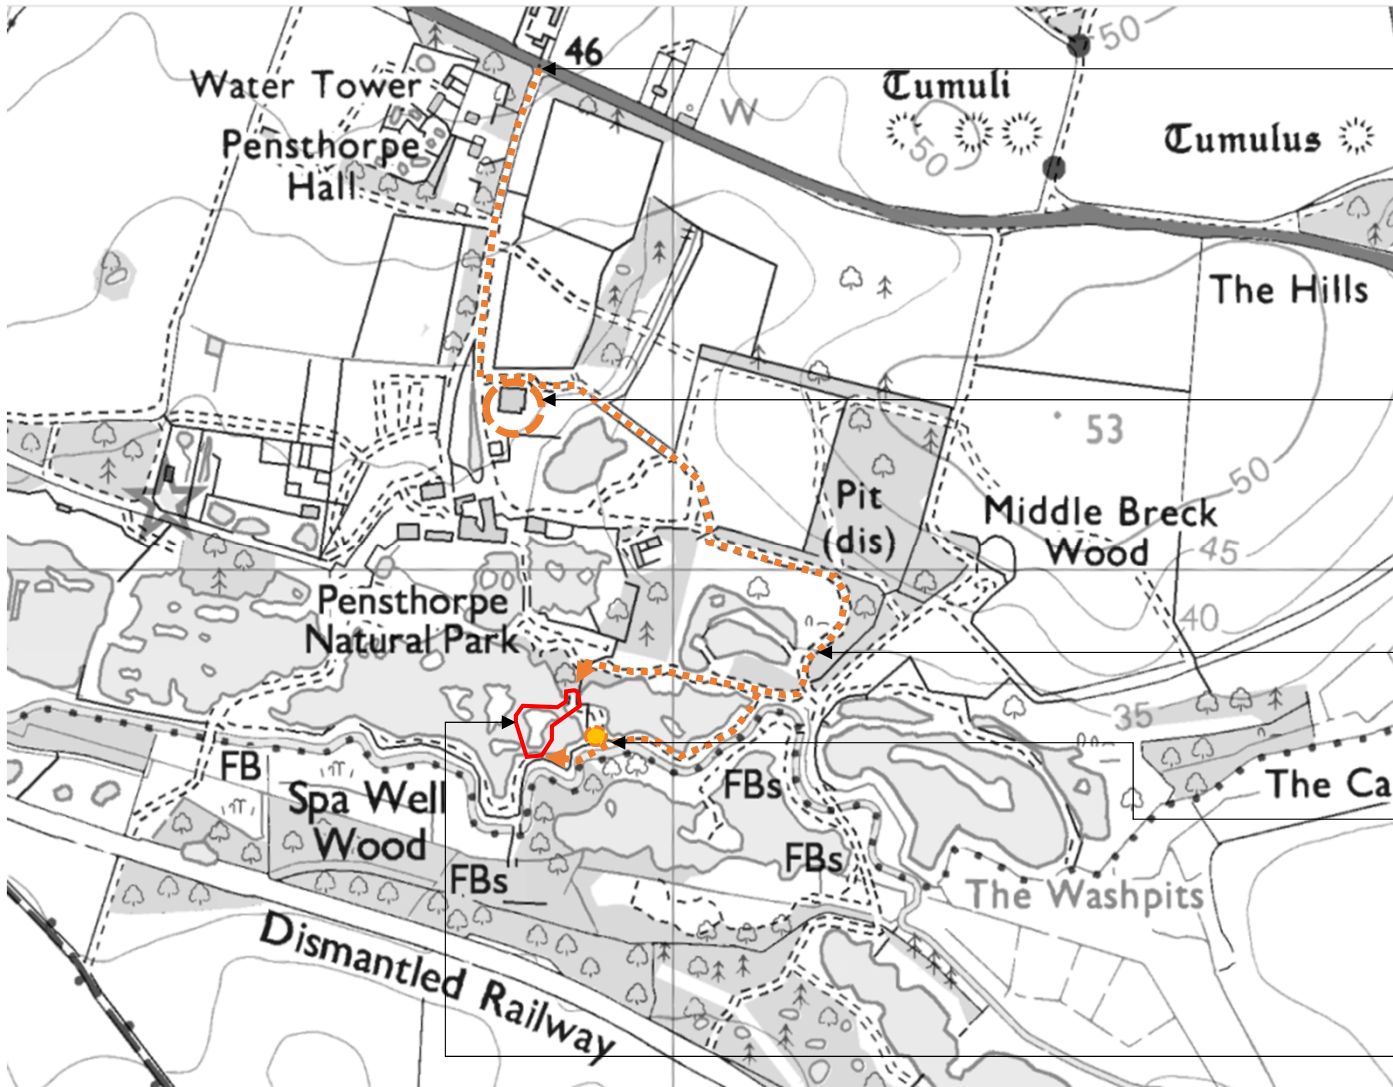 50
46
Water Tower
Tumuli
W
Tumulus
50
Pensthorpe
Hall
The Hills
53
50
Pit
(dis)
Middle Breck
Wood
45
40
Pensthorpe
Natural Park
35
FB
FBs
The Ca
Spa Well
Wood
FBs
FBs
The Washpits
Dismantled Railway